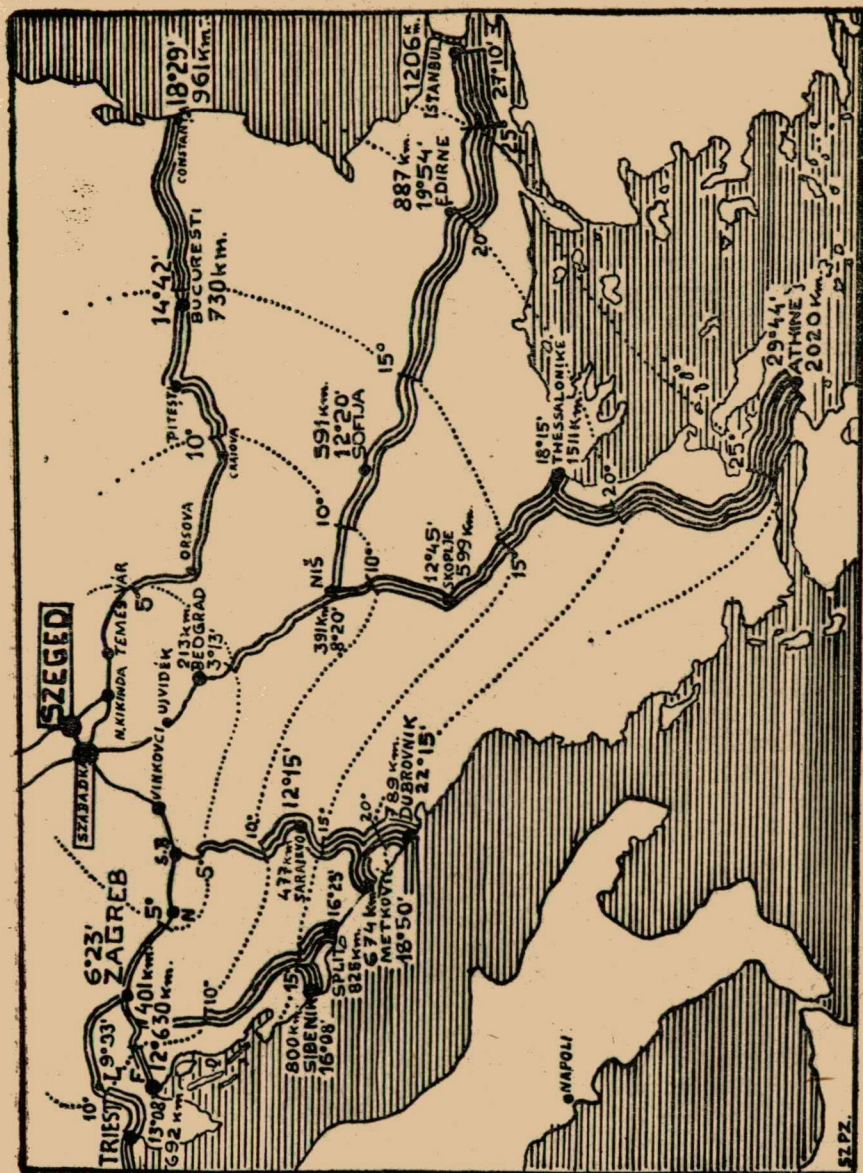 SZEGED
SZABADKA
N.KIKINDA
TEMESVÁR
5°
ORSOVA
CRAIOVA
10°
PITEST
14°42'
BUCURESTI
730 km.
CONSTANTA
18°29'
961 Km.
VINKOVCI
UJVIDÉK
213 km.
BEOGRAD
3°13'
NIŠ
391 Km.
8°20'
10°
591 Km.
12°20'
SOFIJA
15°
887 Km.
19°54'
EDIRNE
20°
25°
1206 Km.
ISTANBUL
27°10'
10°
12°45'
SKOPLJE
599 Km.
15°
18°15'
THESSALONIKE
1511 Km.
20°
25°
29°44'
ATHINE
2020 Km.
S.B
5°
10°
477 Km.
SARAJEVO
12°15'
15°
20°
789 Km.
DUBROVNIK
22°15'
674 Km
METKOVIC
18°50'
N
5°
6°23'
ZAGREB
401 Km.
10°
15°
SPLIT
16°25'
828 Km.
800 Km
SIBENIK
16°08'
L
9°33'
F
12°
630 Km.
10°
TRIEST
(13°08')
692 Km
NAPOLI
SZ.PZ.